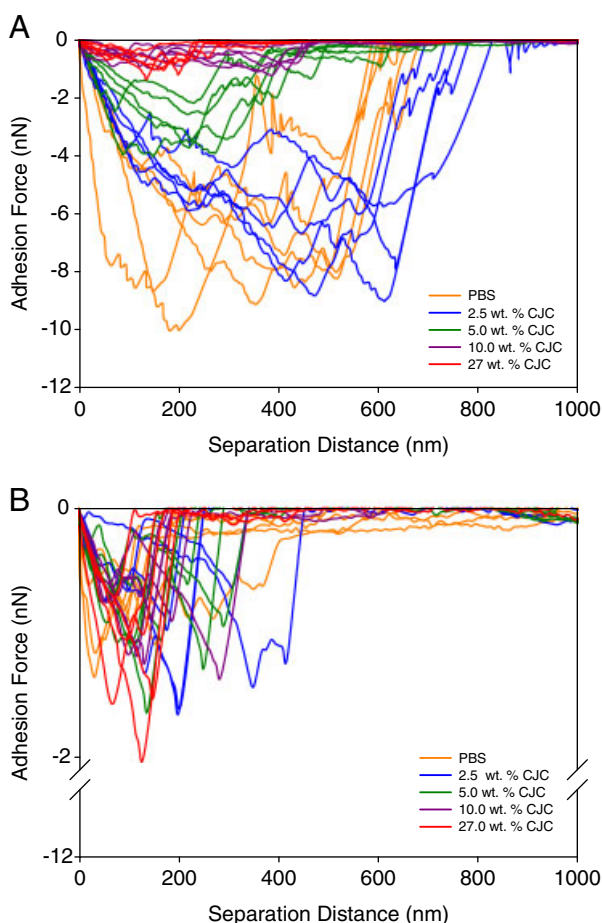 A
0
-2
-4
-6
-8
-10
-12
Adhesion Force (nN)
PBS
2.5 wt. % CJC
5.0 wt. % CJC
10.0 wt. % CJC
27 wt. % CJC
0 200 400 600 800 1000
Separation Distance (nm)
B
0
-2
-12
Adhesion Force (nN)
PBS
2.5 wt. % CJC
5.0 wt. % CJC
10.0 wt. % CJC
27.0 wt. % CJC
0 200 400 600 800 1000
Separation Distance (nm)